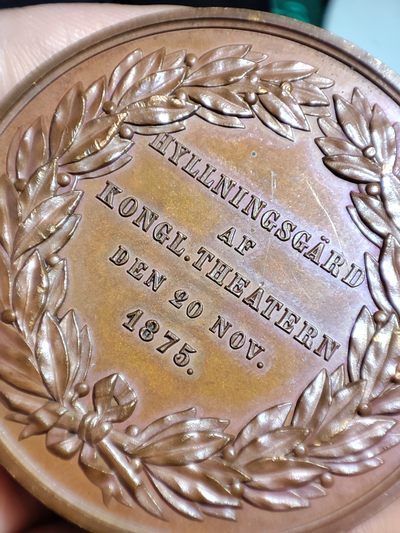 HYLLNINGSGÄRD
AF
KONGL. THEATERN
DEN 20 NOV.
1875.